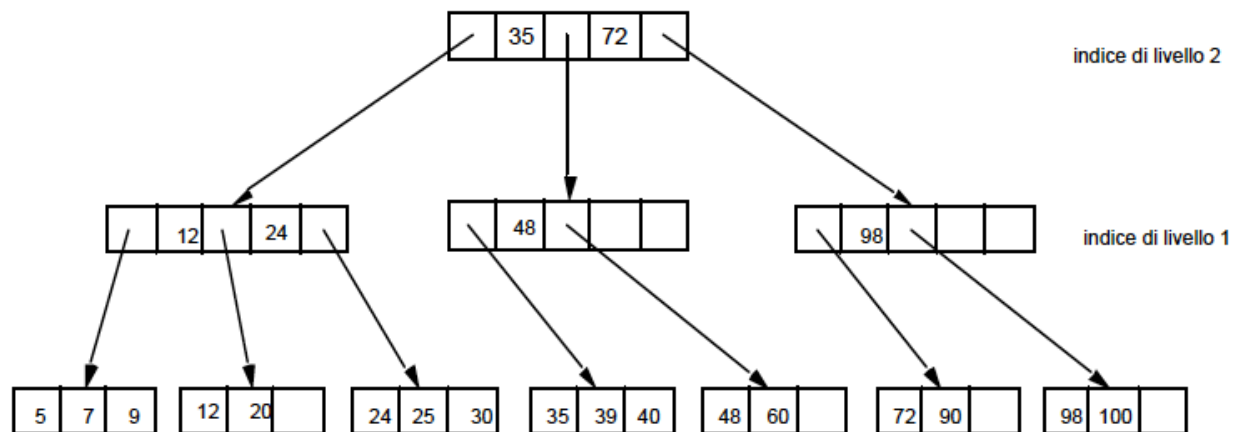 35 72
indice di livello 2
12 24 48 98
indice di livello 1
5 7 9 12 20 24 25 30 35 39 40 48 60 72 90 98 100